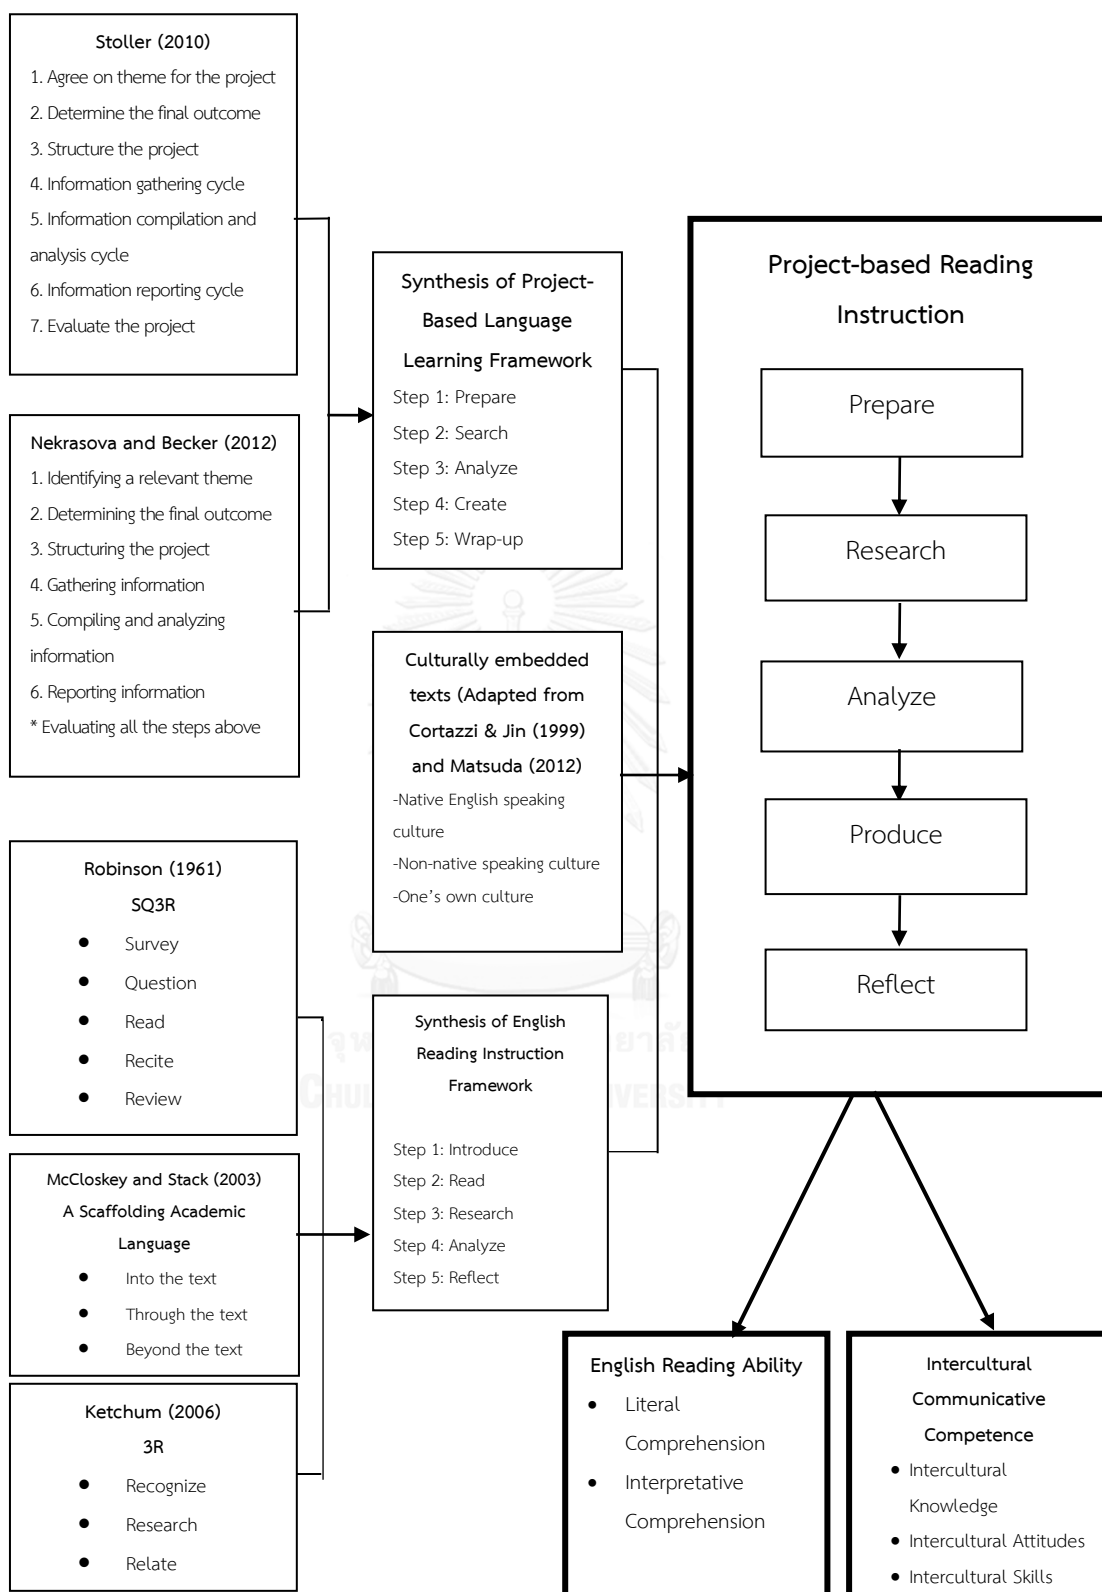 Stoller (2010)
1. Agree on theme for the project
2. Determine the final outcome
3. Structure the project
4. Information gathering cycle
5. Information compilation and
analysis cycle
6. Information reporting cycle
7. Evaluate the project
Nekrasova and Becker (2012)
1. Identifying a relevant theme
2. Determining the final outcome
3. Structuring the project
4. Gathering information
5. Compiling and analyzing
information
6. Reporting information
* Evaluating all the steps above
Robinson (1961)
SQ3R
● Survey
● Question
● Read
● Recite
● Review
McCloskey and Stack (2003)
A Scaffolding Academic
Language
● Into the text
● Through the text
● Beyond the text
Ketchum (2006)
3R
● Recognize
● Research
● Relate
Synthesis of Project-
Based Language
Learning Framework
Step 1: Prepare
Step 2: Search
Step 3: Analyze
Step 4: Create
Step 5: Wrap-up
Culturally embedded
texts (Adapted from
Cortazzi & Jin (1999)
and Matsuda (2012)
-Native English speaking
culture
-Non-native speaking culture
-One's own culture
Synthesis of English
Reading Instruction
Framework
Step 1: Introduce
Step 2: Read
Step 3: Research
Step 4: Analyze
Step 5: Reflect
Project-based Reading
Instruction
Prepare
Research
Analyze
Produce
Reflect
English Reading Ability
• Literal
Comprehension
• Interpretative
Comprehension
Intercultural
Communicative
Competence
• Intercultural
Knowledge
• Intercultural Attitudes
• Intercultural Skills